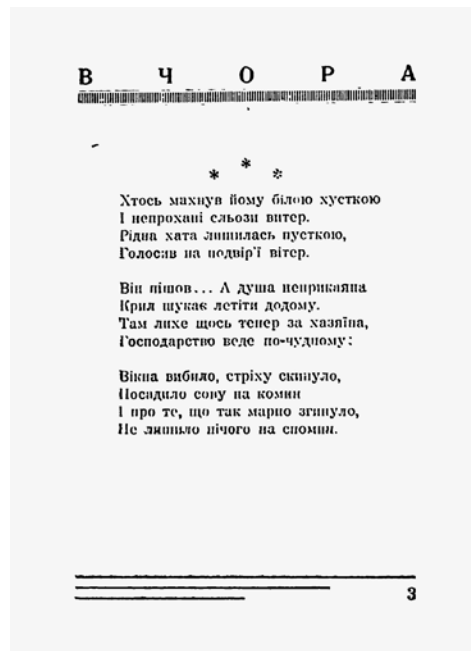 ВЧОРА
* * *
Хтось махнув йому білою хусткою
І непрохані сльози витер.
Рідна хата лишилась пусткою,
Голосив на подвір'ї вітер.
Він пішов... А душа неприкаяна
Крил шукає летіти додому.
Там лихе щось тепер за хазяїна,
Господарство веде по-чудному:
Вікна вибило, стріху скинуло,
Посадило сову на комин
І про те, що так марно згинуло,
Не лишило нічого на спомин.
3